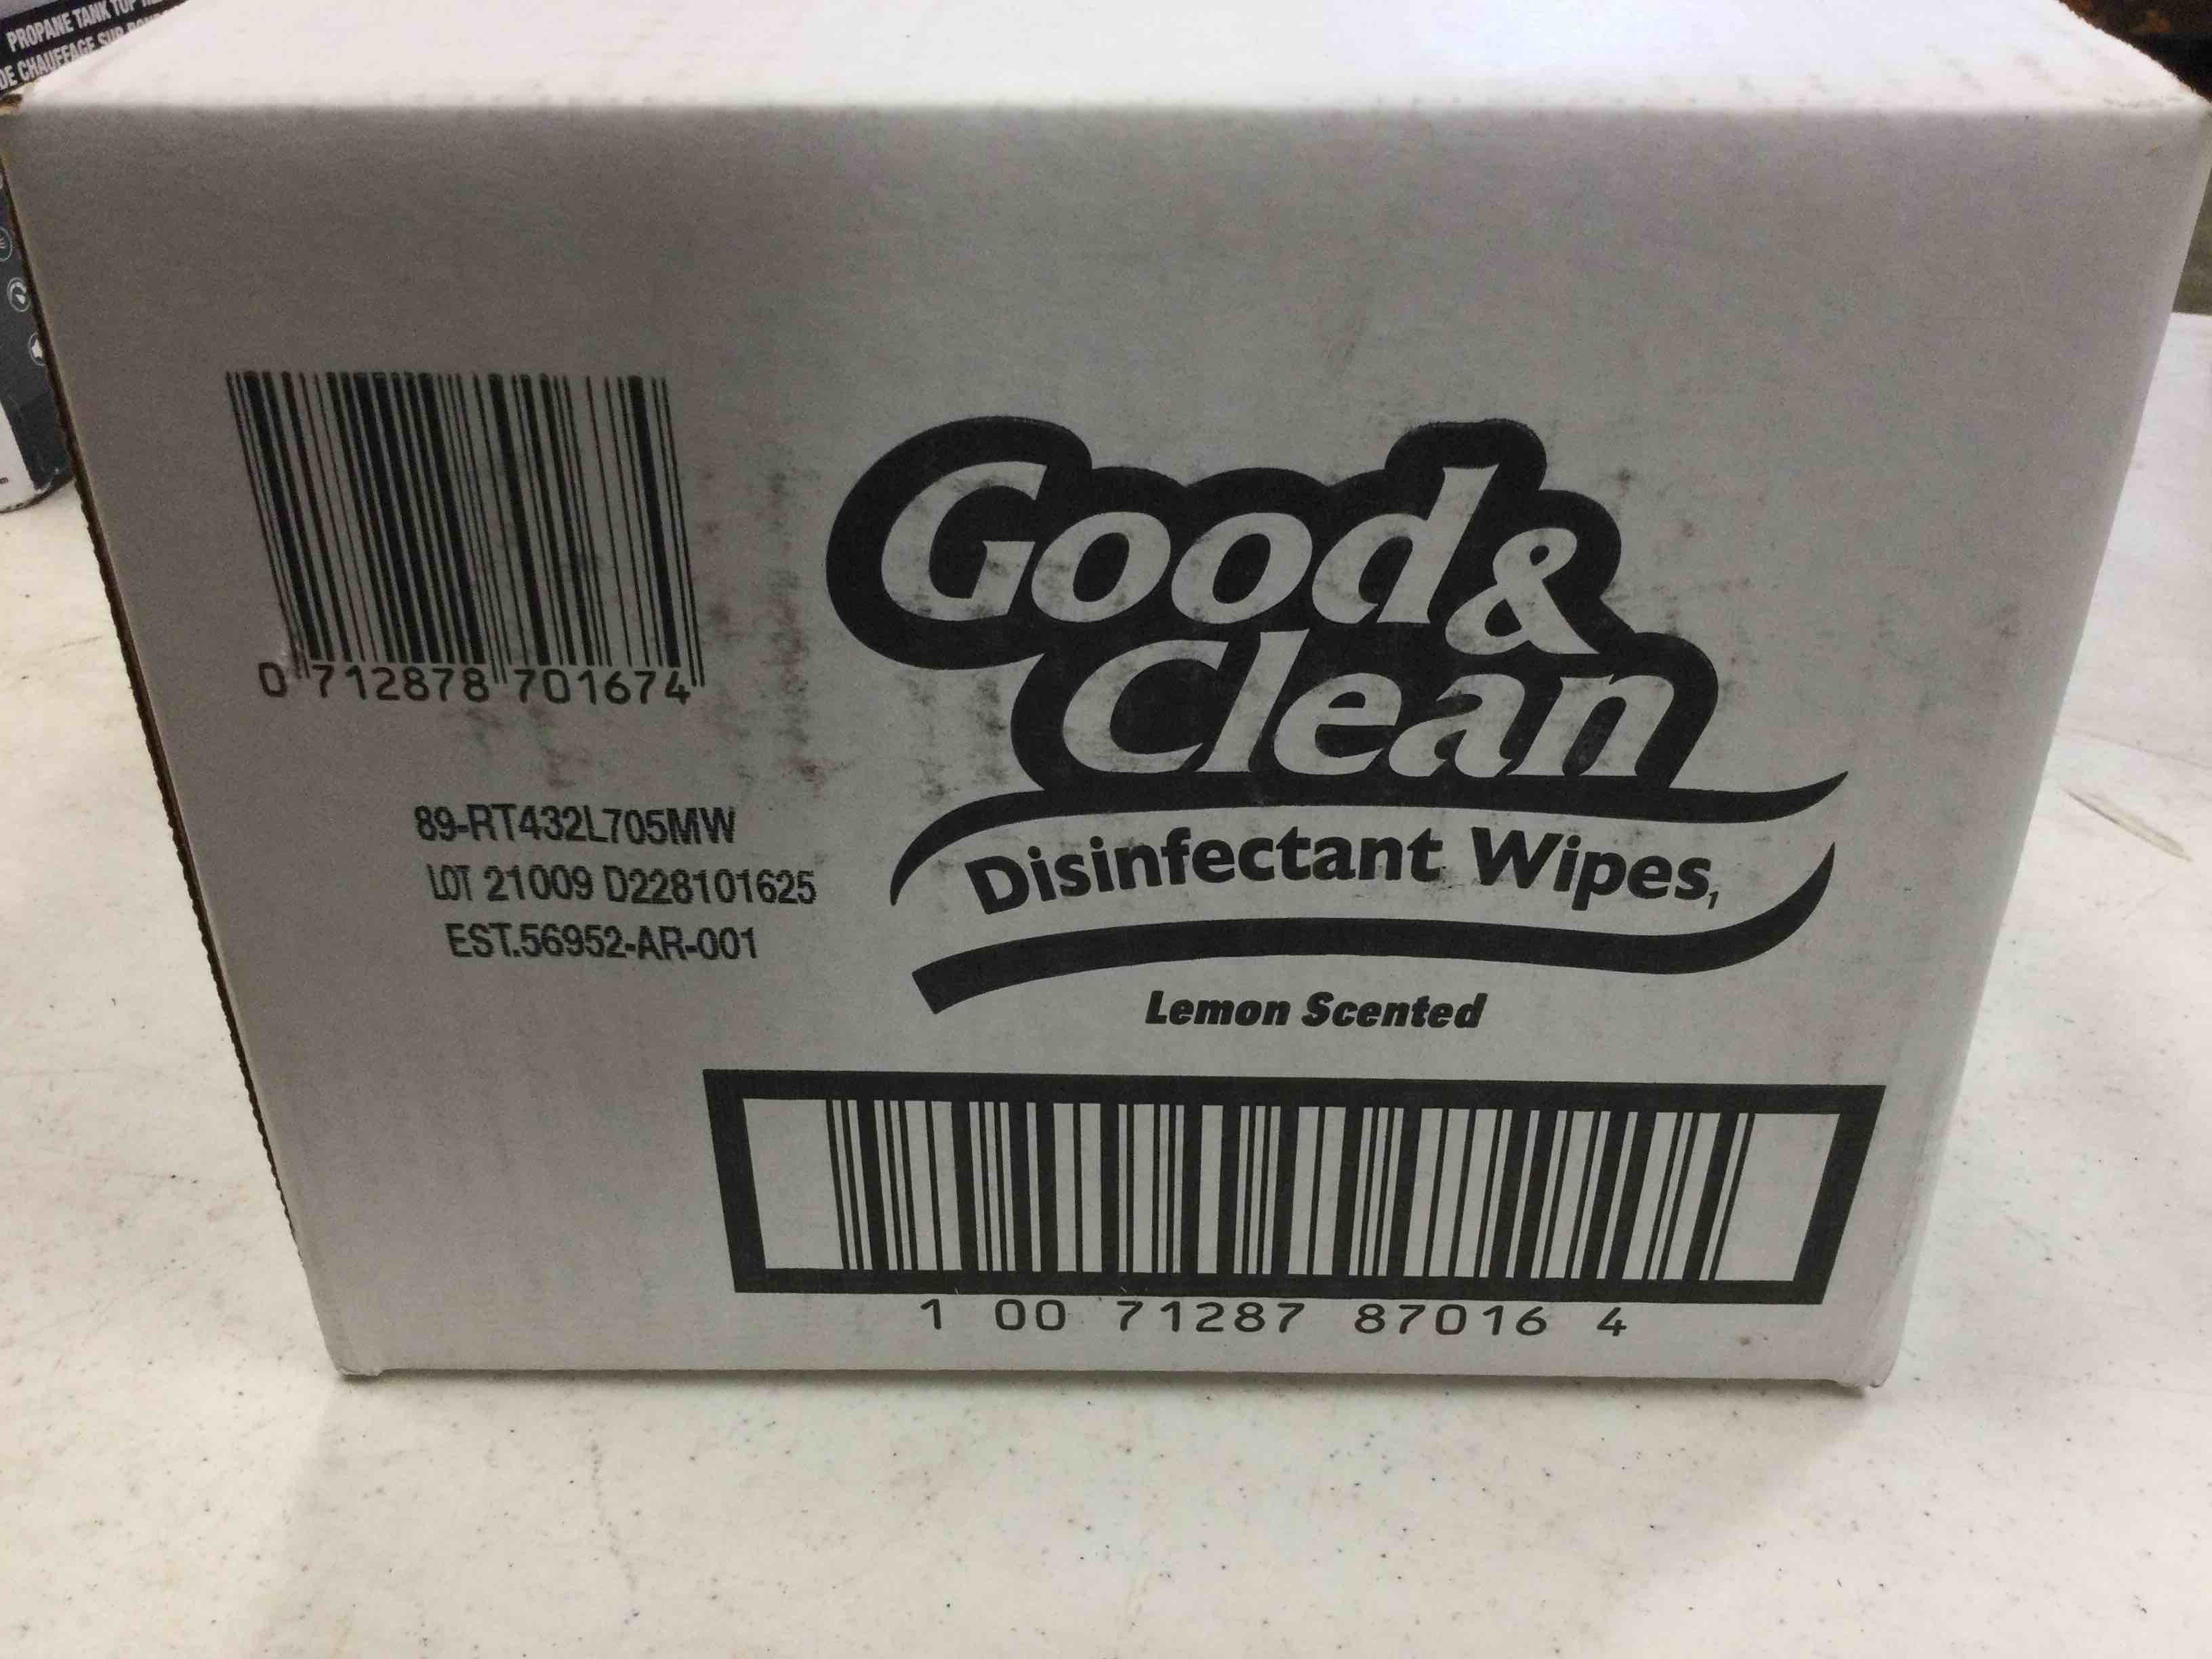 PROPANE TANK TOP
DE CHAUFFAGE SUR
0 712878 701674
Good &
Clean
Disinfectant Wipes,
Lemon Scented
89-RT432L705MW
LOT 21009 D228101625
EST.56952-AR-001
1 00 71287 87016 4